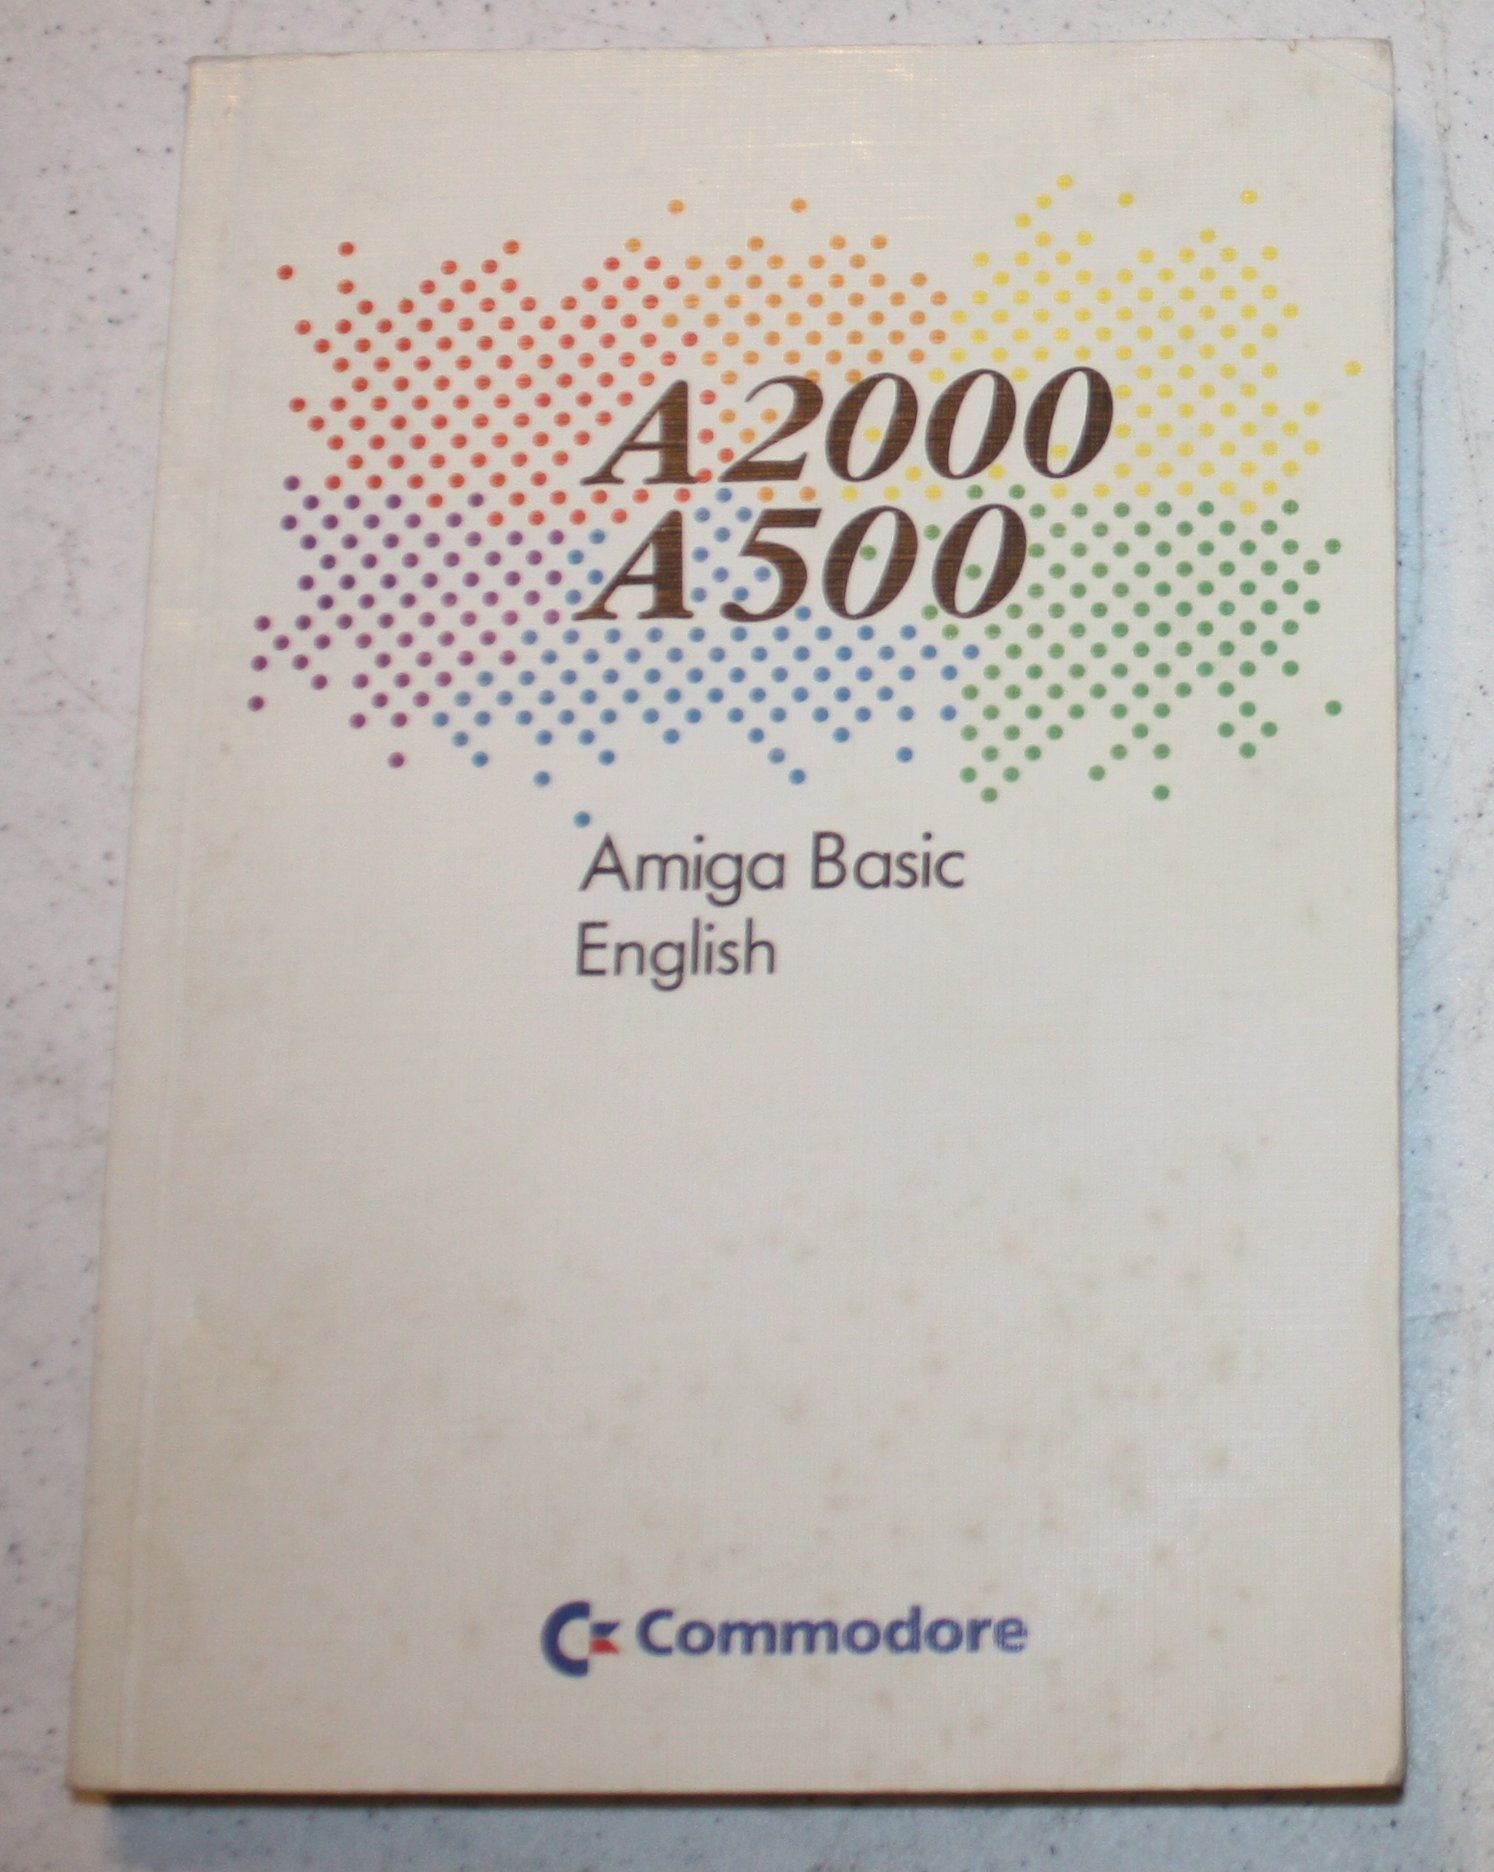 A2000
A500
Amiga Basic
English
Commodore